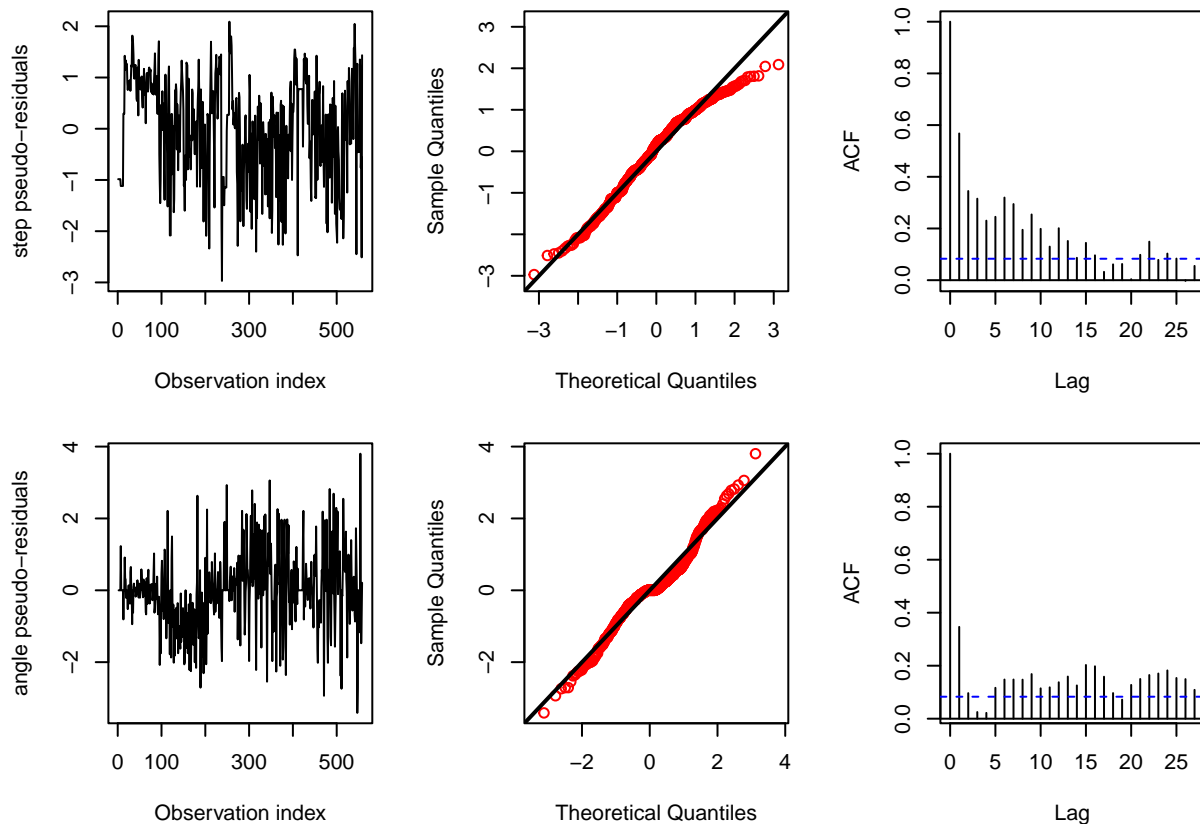 step pseudo−residuals
2
1
0
−1
−2
−3
0 100 300 500
Observation index
Sample Quantiles
3
2
1
0
−1
−3
−3 −1 0 1 2 3
Theoretical Quantiles
ACF
1.0
0.8
0.6
0.4
0.2
0.0
0 5 10 15 20 25
Lag
angle pseudo−residuals
4
2
0
−2
0 100 300 500
Observation index
Sample Quantiles
4
2
0
−2
−2 0 2 4
Theoretical Quantiles
ACF
1.0
0.8
0.6
0.4
0.2
0.0
0 5 10 15 20 25
Lag